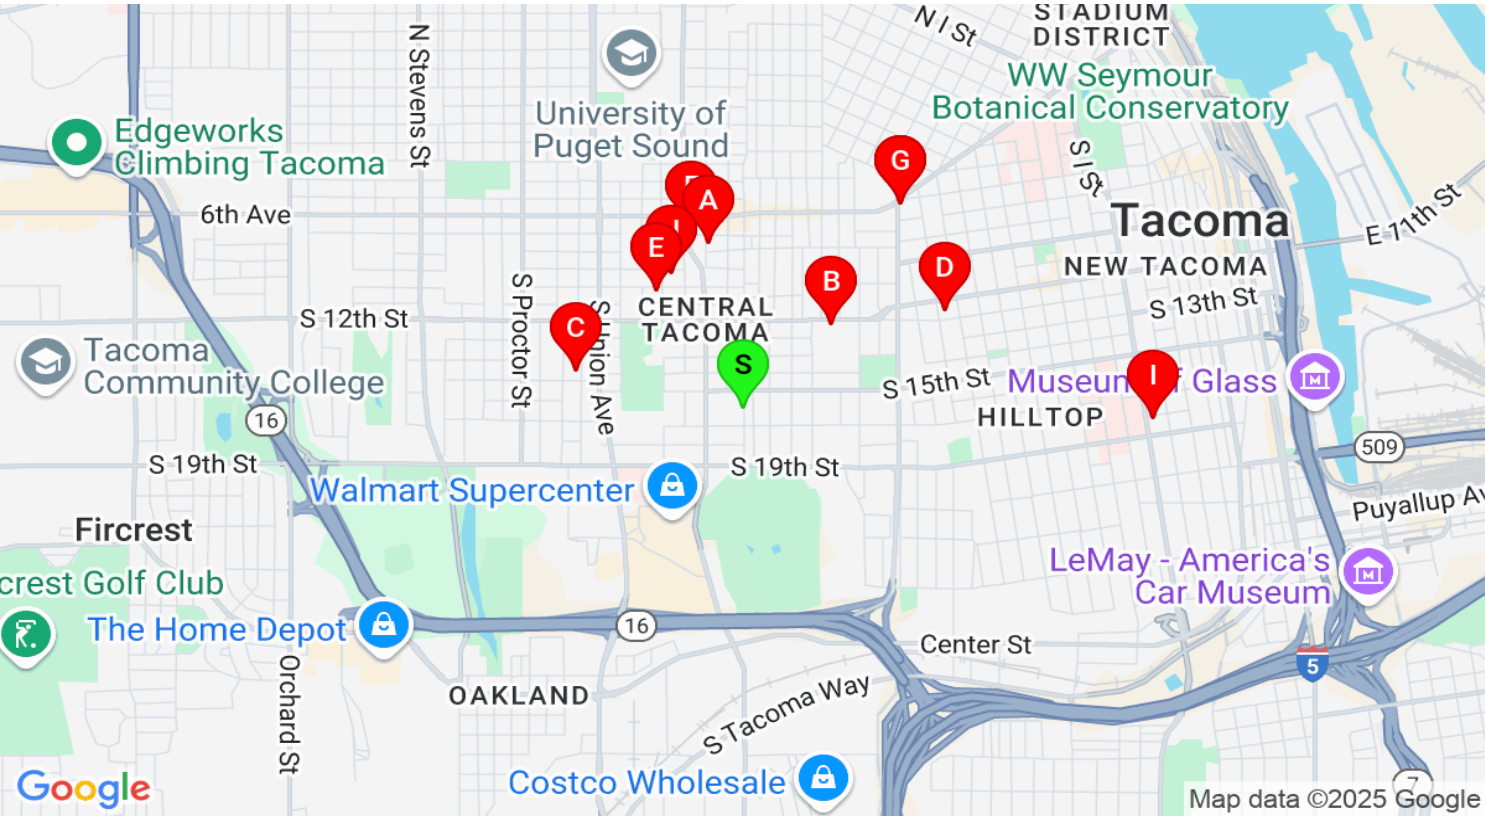 N I St
STADIUM
DISTRICT
N Stevens St
WW Seymour
Botanical Conservatory
University of
Puget Sound
Edgeworks
Climbing Tacoma
G
S I St
A
6th Ave
Tacoma
E 11th St
E
B
D
NEW TACOMA
S Proctor St
S Union Ave
CENTRAL
TACOMA
S 12th St
S 13th St
C
Tacoma
Community College
S
I
S 15th St
Museum of Glass
M
HILLTOP
16
509
S 19th St
S 19th St
Walmart Supercenter
Puyallup Av
Fircrest
LeMay - America's
Car Museum
M
crest Golf Club
The Home Depot
16
Center St
5
Orchard St
OAKLAND
S Tacoma Way
Costco Wholesale
7
Google
Map data ©2025 Google